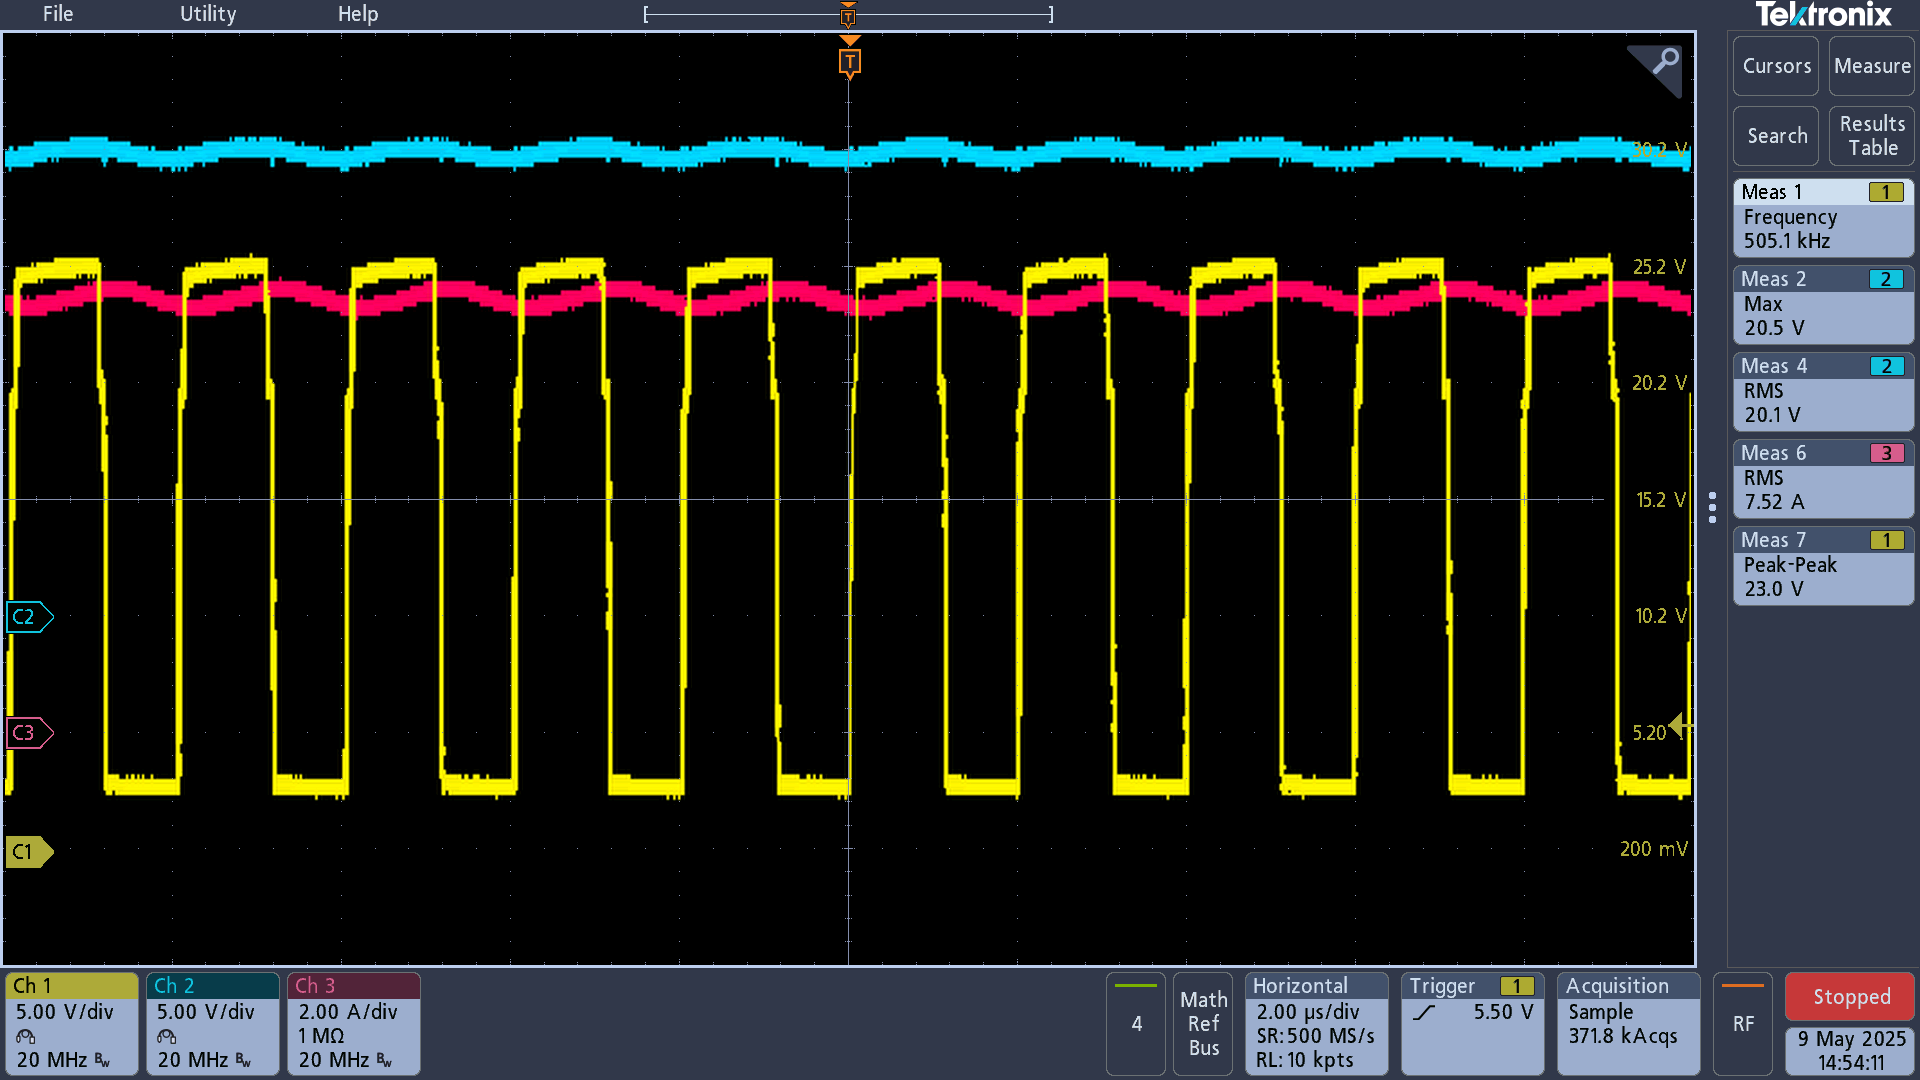 File Utility Help
T
Tektronix
T
Cursors Measure
Search Results
Table
30.2 V
Meas 1 1
Frequency
505.1 kHz
25.2 V
Meas 2 2
Max
20.5 V
20.2 V
Meas 4 2
RMS
20.1 V
Meas 6 3
RMS
7.52 A
15.2 V
Meas 7 1
Peak-Peak
23.0 V
C2
10.2 V
C3
5.20
C1
200 mV
Ch 1
5.00 V/div
20 MHz Bw
Ch 2
5.00 V/div
20 MHz Bw
Ch 3
2.00 A/div
1 MΩ
20 MHz Bw
4
Math
Ref
Bus
Horizontal
2.00 µs/div
SR: 500 MS/s
RL: 10 kpts
Trigger 1
5.50 V
Acquisition
Sample
371.8 kAcqs
RF
Stopped
9 May 2025
14:54:11